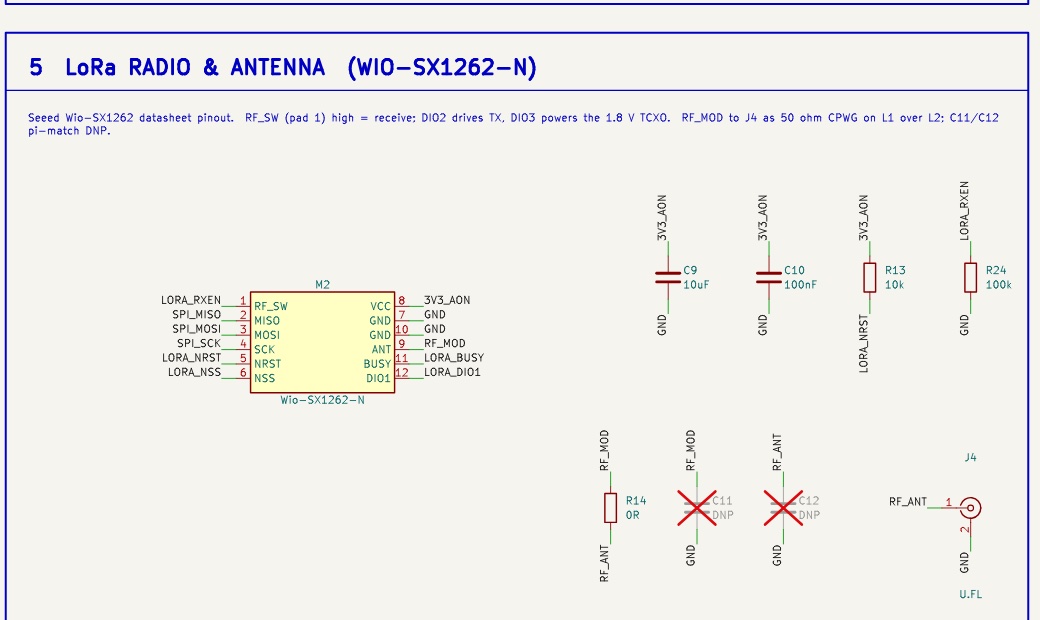 5 LoRa RADIO & ANTENNA (WIO-SX1262-N)
Seeed Wio-SX1262 datasheet pinout. RF_SW (pad 1) high = receive; DIO2 drives TX, DIO3 powers the 1.8 V TCXO. RF_MOD to J4 as 50 ohm CPWG on L1 over L2; C11/C12
pi-match DNP.
M2
LORA_RXEN 1 RF_SW VCC 8 3V3_AON
SPI_MISO 2 MISO GND 7 GND
SPI_MOSI 3 MOSI GND 10 GND
SPI_SCK 4 SCK ANT 9 RF_MOD
LORA_NRST 5 NRST BUSY 11 LORA_BUSY
LORA_NSS 6 NSS DIO1 12 LORA_DIO1
Wio-SX1262-N
3V3_AON
C9
10uF
GND
3V3_AON
C10
100nF
GND
3V3_AON
R13
10k
LORA_NRST
LORA_RXEN
R24
100k
GND
RF_MOD
R14
0R
RF_ANT
RF_MOD
C11
DNP
GND
RF_ANT
C12
DNP
GND
J4
RF_ANT 1
2
GND
U.FL